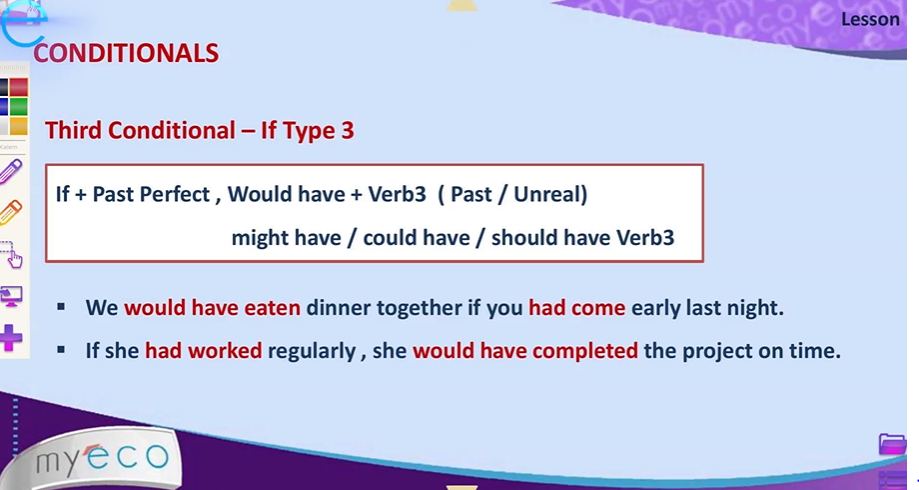 Lesson
CONDITIONALS
Third Conditional – If Type 3
If + Past Perfect , Would have + Verb3 ( Past / Unreal)
might have / could have / should have Verb3
▪ We would have eaten dinner together if you had come early last night.
▪ If she had worked regularly , she would have completed the project on time.
myeco